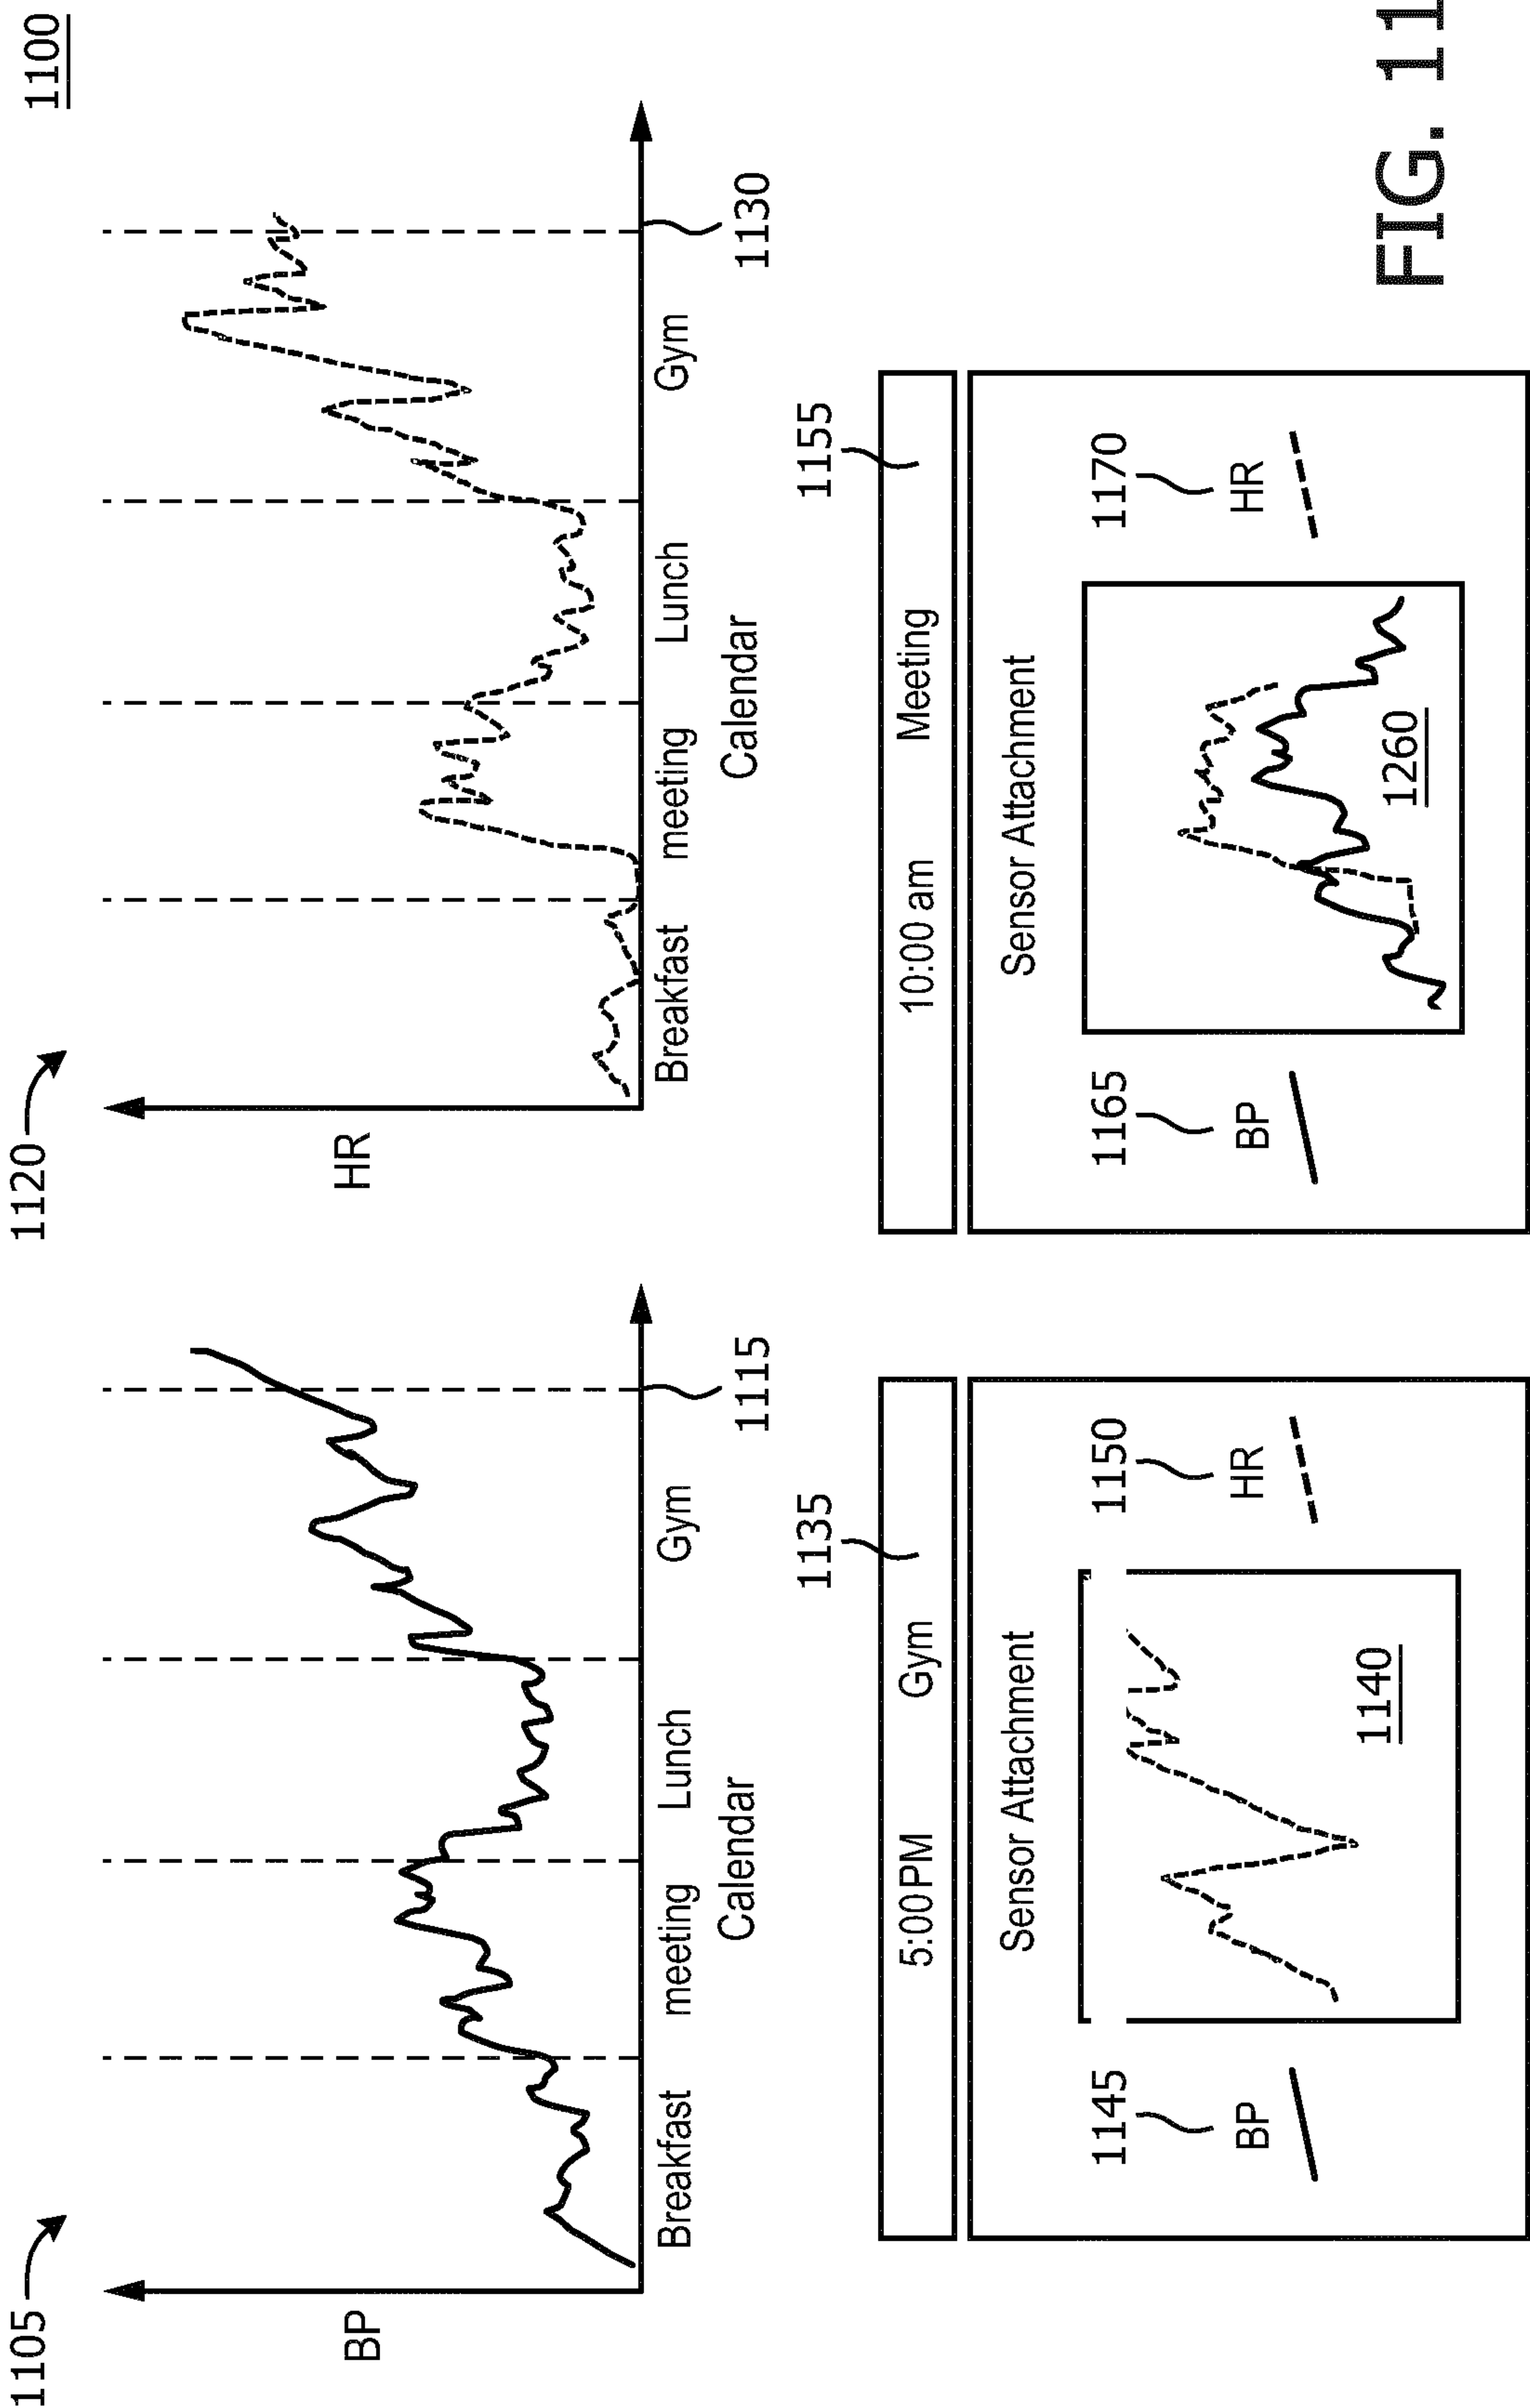 1100
1105
1120
BP
HR
Breakfast meeting Lunch Gym
Calendar
1115
Breakfast meeting Lunch Gym
Calendar
1130
1135
5:00PM Gym
Sensor Attachment
1145
BP
1140
1150
HR
1155
10:00 am Meeting
Sensor Attachment
1165
BP
1260
1170
HR
FIG. 11